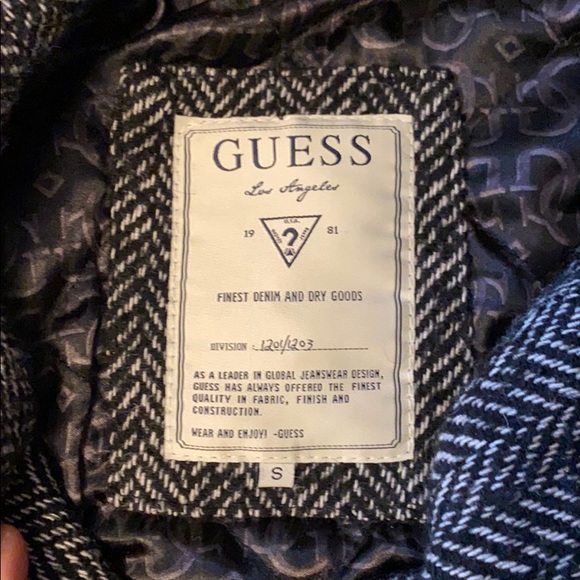 GUESS
Los Angeles
U.S.A.
19 ? 81
FINEST DENIM AND DRY GOODS
DIVISION : 1201/1203
AS A LEADER IN GLOBAL JEANSWEAR DESIGN,
GUESS HAS ALWAYS OFFERED THE FINEST
QUALITY IN FABRIC, FINISH AND
CONSTRUCTION.
WEAR AND ENJOY! -GUESS
S